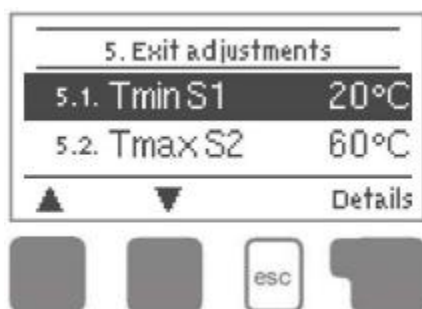 5. Exit adjustments
5.1. Tmin S1 20°C
5.2. Tmax S2 60°C
▲ ▼ Details
esc